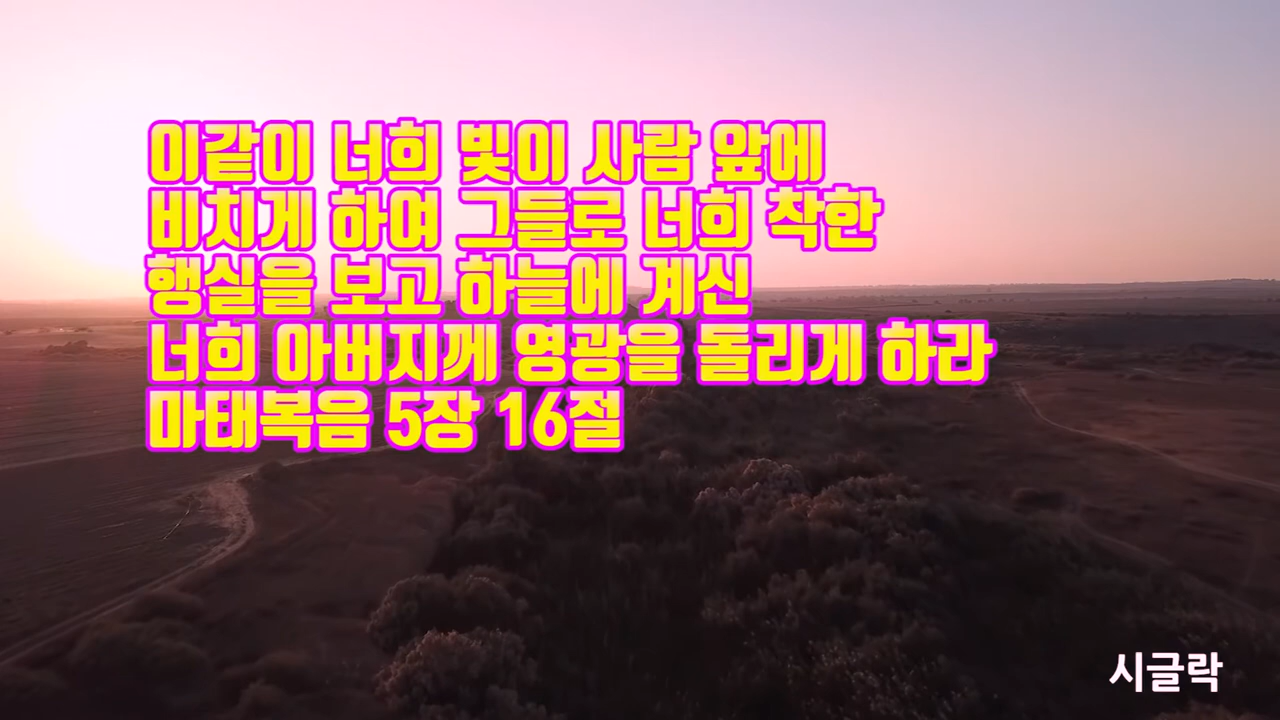 이같이 너희 빛이 사람 앞에
비치게 하여 그들로 너희 착한
행실을 보고 하늘에 계신
너희 아버지께 영광을 돌리게 하라
마태복음 5장 16절
시글락